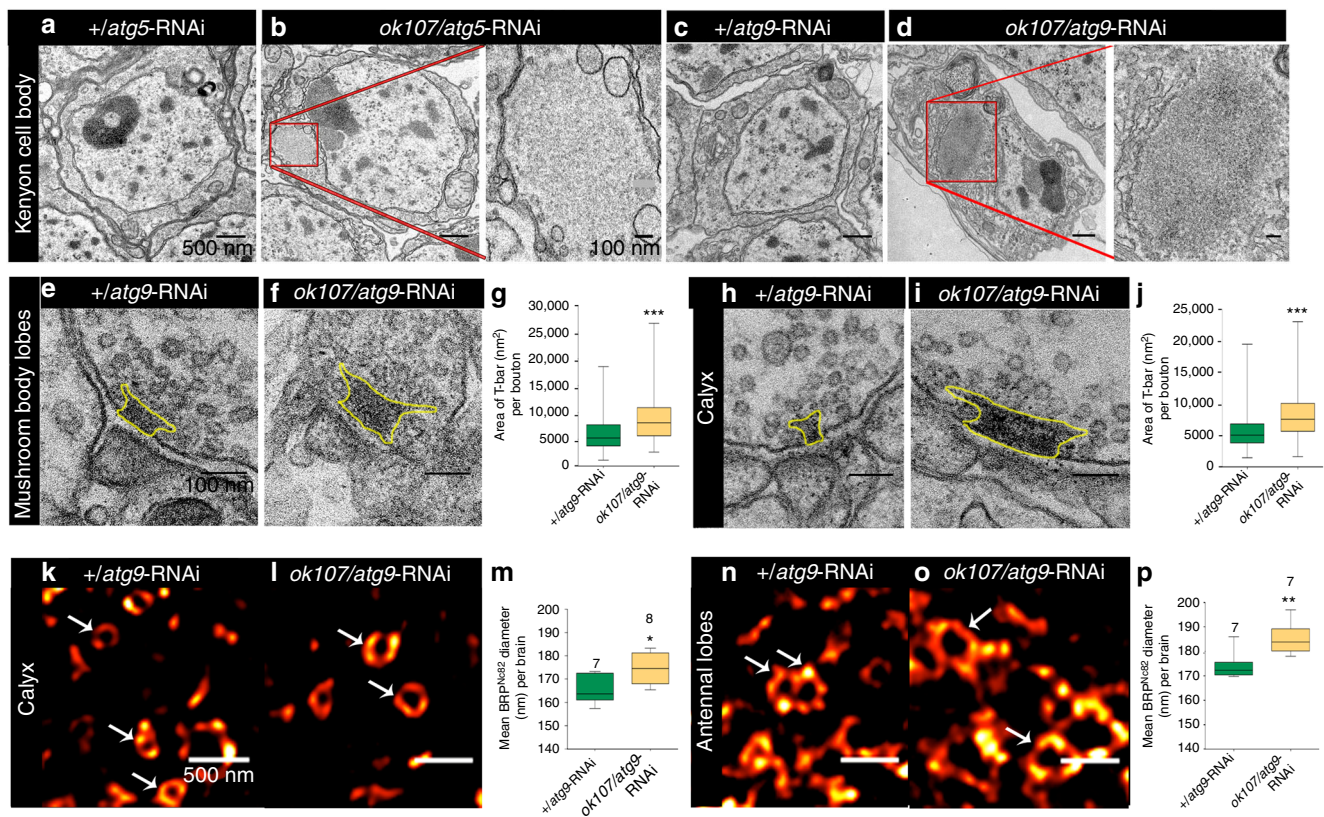 a +/atg5-RNAi
b ok107/atg5-RNAi
c +/atg9-RNAi
d ok107/atg9-RNAi
Kenyon cell body
500 nm
100 nm
e +/atg9-RNAi
f ok107/atg9-RNAi
g
h +/atg9-RNAi
i ok107/atg9-RNAi
j
Mushroom body lobes
100 nm
Area of T-bar (nm²)
per bouton
30,000
25,000
20,000
15,000
10,000
5000
0
***
+/atg9-RNAi
ok107/atg9-
RNAi
Calyx
Area of T-bar (nm²)
per bouton
25,000
20,000
15,000
10,000
5000
0
***
+/atg9-RNAi
ok107/atg9-
RNAi
k +/atg9-RNAi
l ok107/atg9-RNAi
m
n +/atg9-RNAi
o ok107/atg9-RNAi
p
Calyx
500 nm
Mean BRPNc82 diameter
(nm) per brain
200
190
180
170
160
150
140
7
8
*
+/atg9-RNAi
ok107/atg9-
RNAi
Antennal lobes
Mean BRPNc82 diameter
(nm) per brain
200
190
180
170
160
150
140
7
7
**
+/atg9-RNAi
ok107/atg9-
RNAi